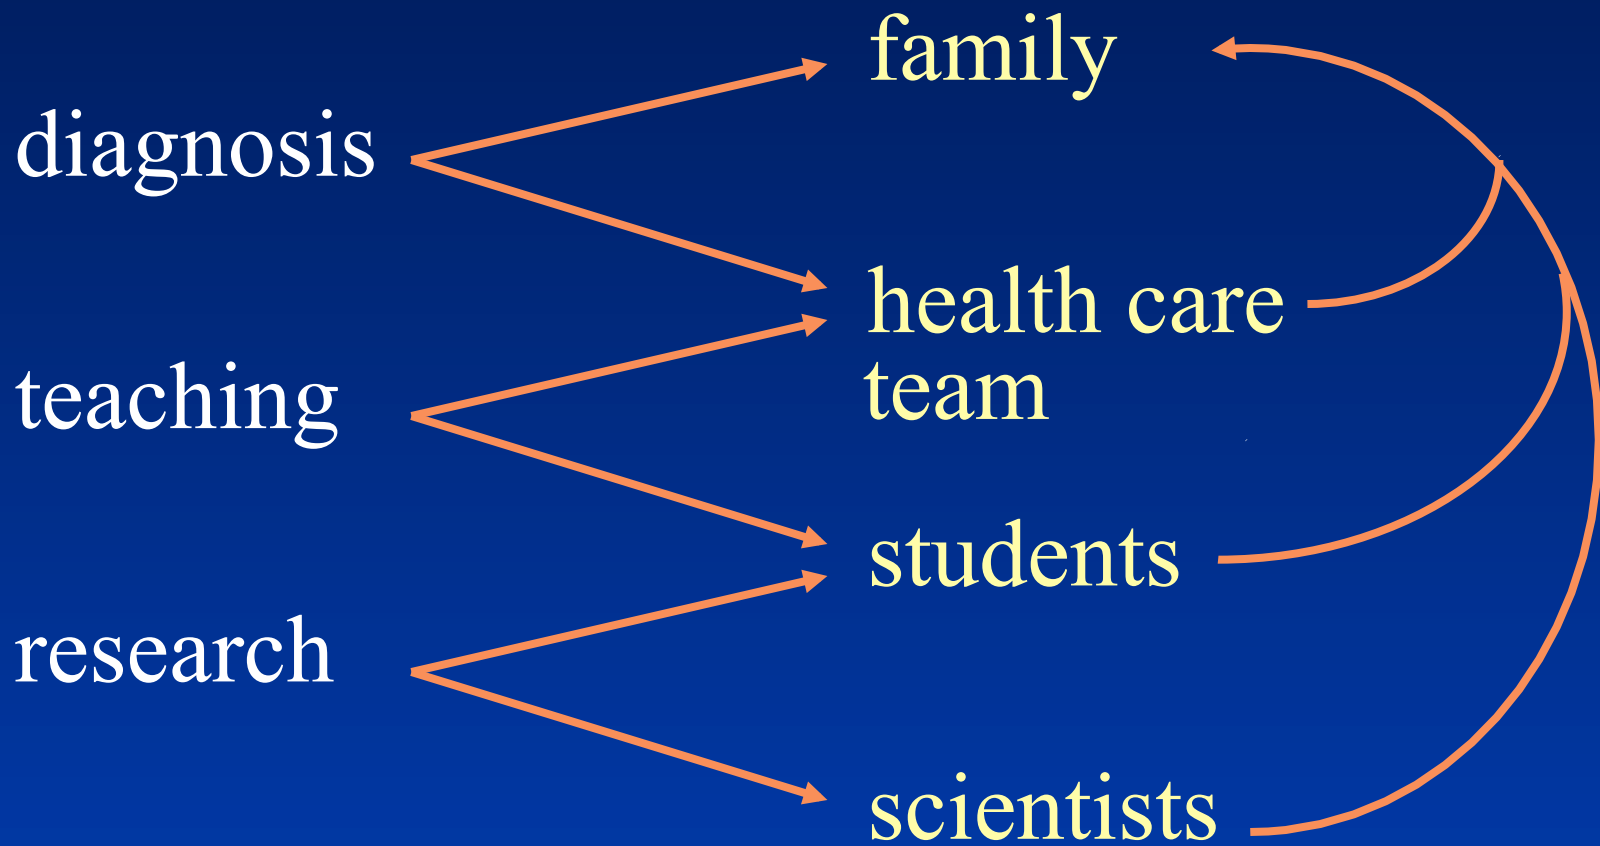 diagnosis
teaching
research
family
health care
team
students
scientists